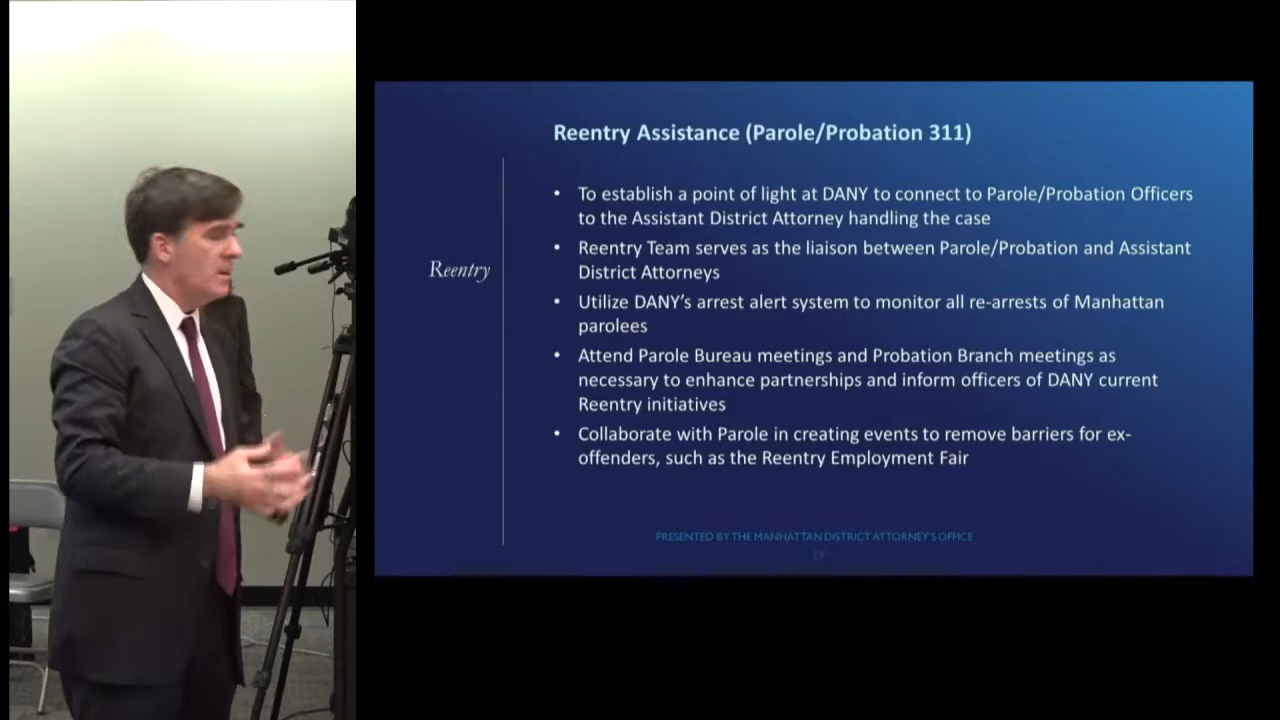 Reentry Assistance (Parole/Probation 311)
• To establish a point of light at DANY to connect to Parole/Probation Officers
to the Assistant District Attorney handling the case
• Reentry Team serves as the liaison between Parole/Probation and Assistant
District Attorneys
Reentry
• Utilize DANY's arrest alert system to monitor all re-arrests of Manhattan
parolees
• Attend Parole Bureau meetings and Probation Branch meetings as
necessary to enhance partnerships and inform officers of DANY current
Reentry initiatives
• Collaborate with Parole in creating events to remove barriers for ex-
offenders, such as the Reentry Employment Fair
PRESENTED BY THE MANHATTAN DISTRICT ATTORNEY'S OFFICE